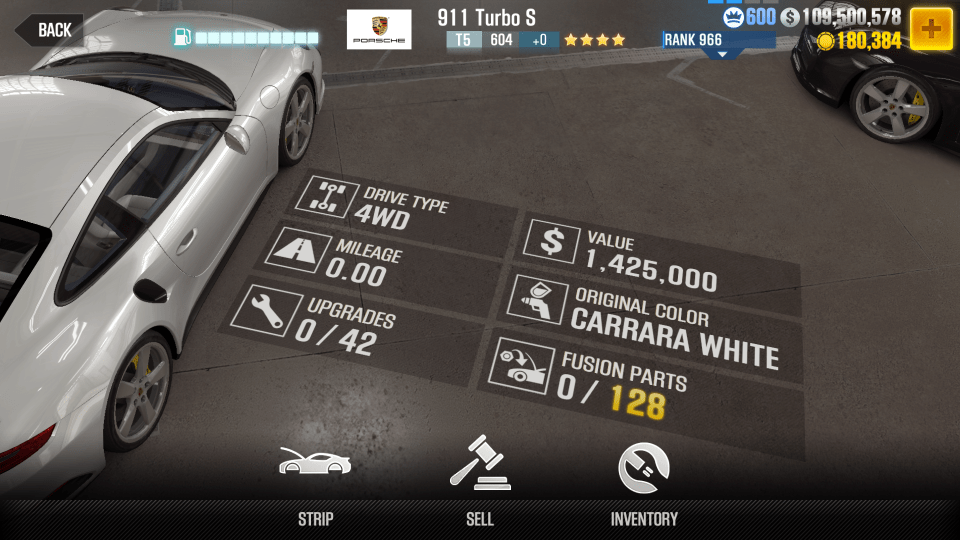 BACK
PORSCHE
911 Turbo S
T5 604 +0
600 109,500,578
RANK 966
180,384
DRIVE TYPE
4WD
MILEAGE
0.00
UPGRADES
0 / 42
VALUE
1,425,000
ORIGINAL COLOR
CARRARA WHITE
FUSION PARTS
0 / 128
STRIP
SELL
INVENTORY